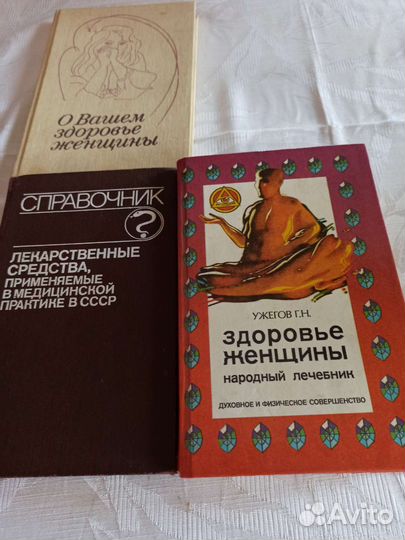 О Вашем
здоровье
женщины
СПРАВОЧНИК
?
ЛЕКАРСТВЕННЫЕ
СРЕДСТВА,
ПРИМЕНЯЕМЫЕ
В МЕДИЦИНСКОЙ
ПРАКТИКЕ В СССР
УЖЕГОВ Г.Н.
ЗДОРОВЬЕ
ЖЕНЩИНЫ
НАРОДНЫЙ ЛЕЧЕБНИК
ДУХОВНОЕ И ФИЗИЧЕСКОЕ СОВЕРШЕНСТВО
Avito